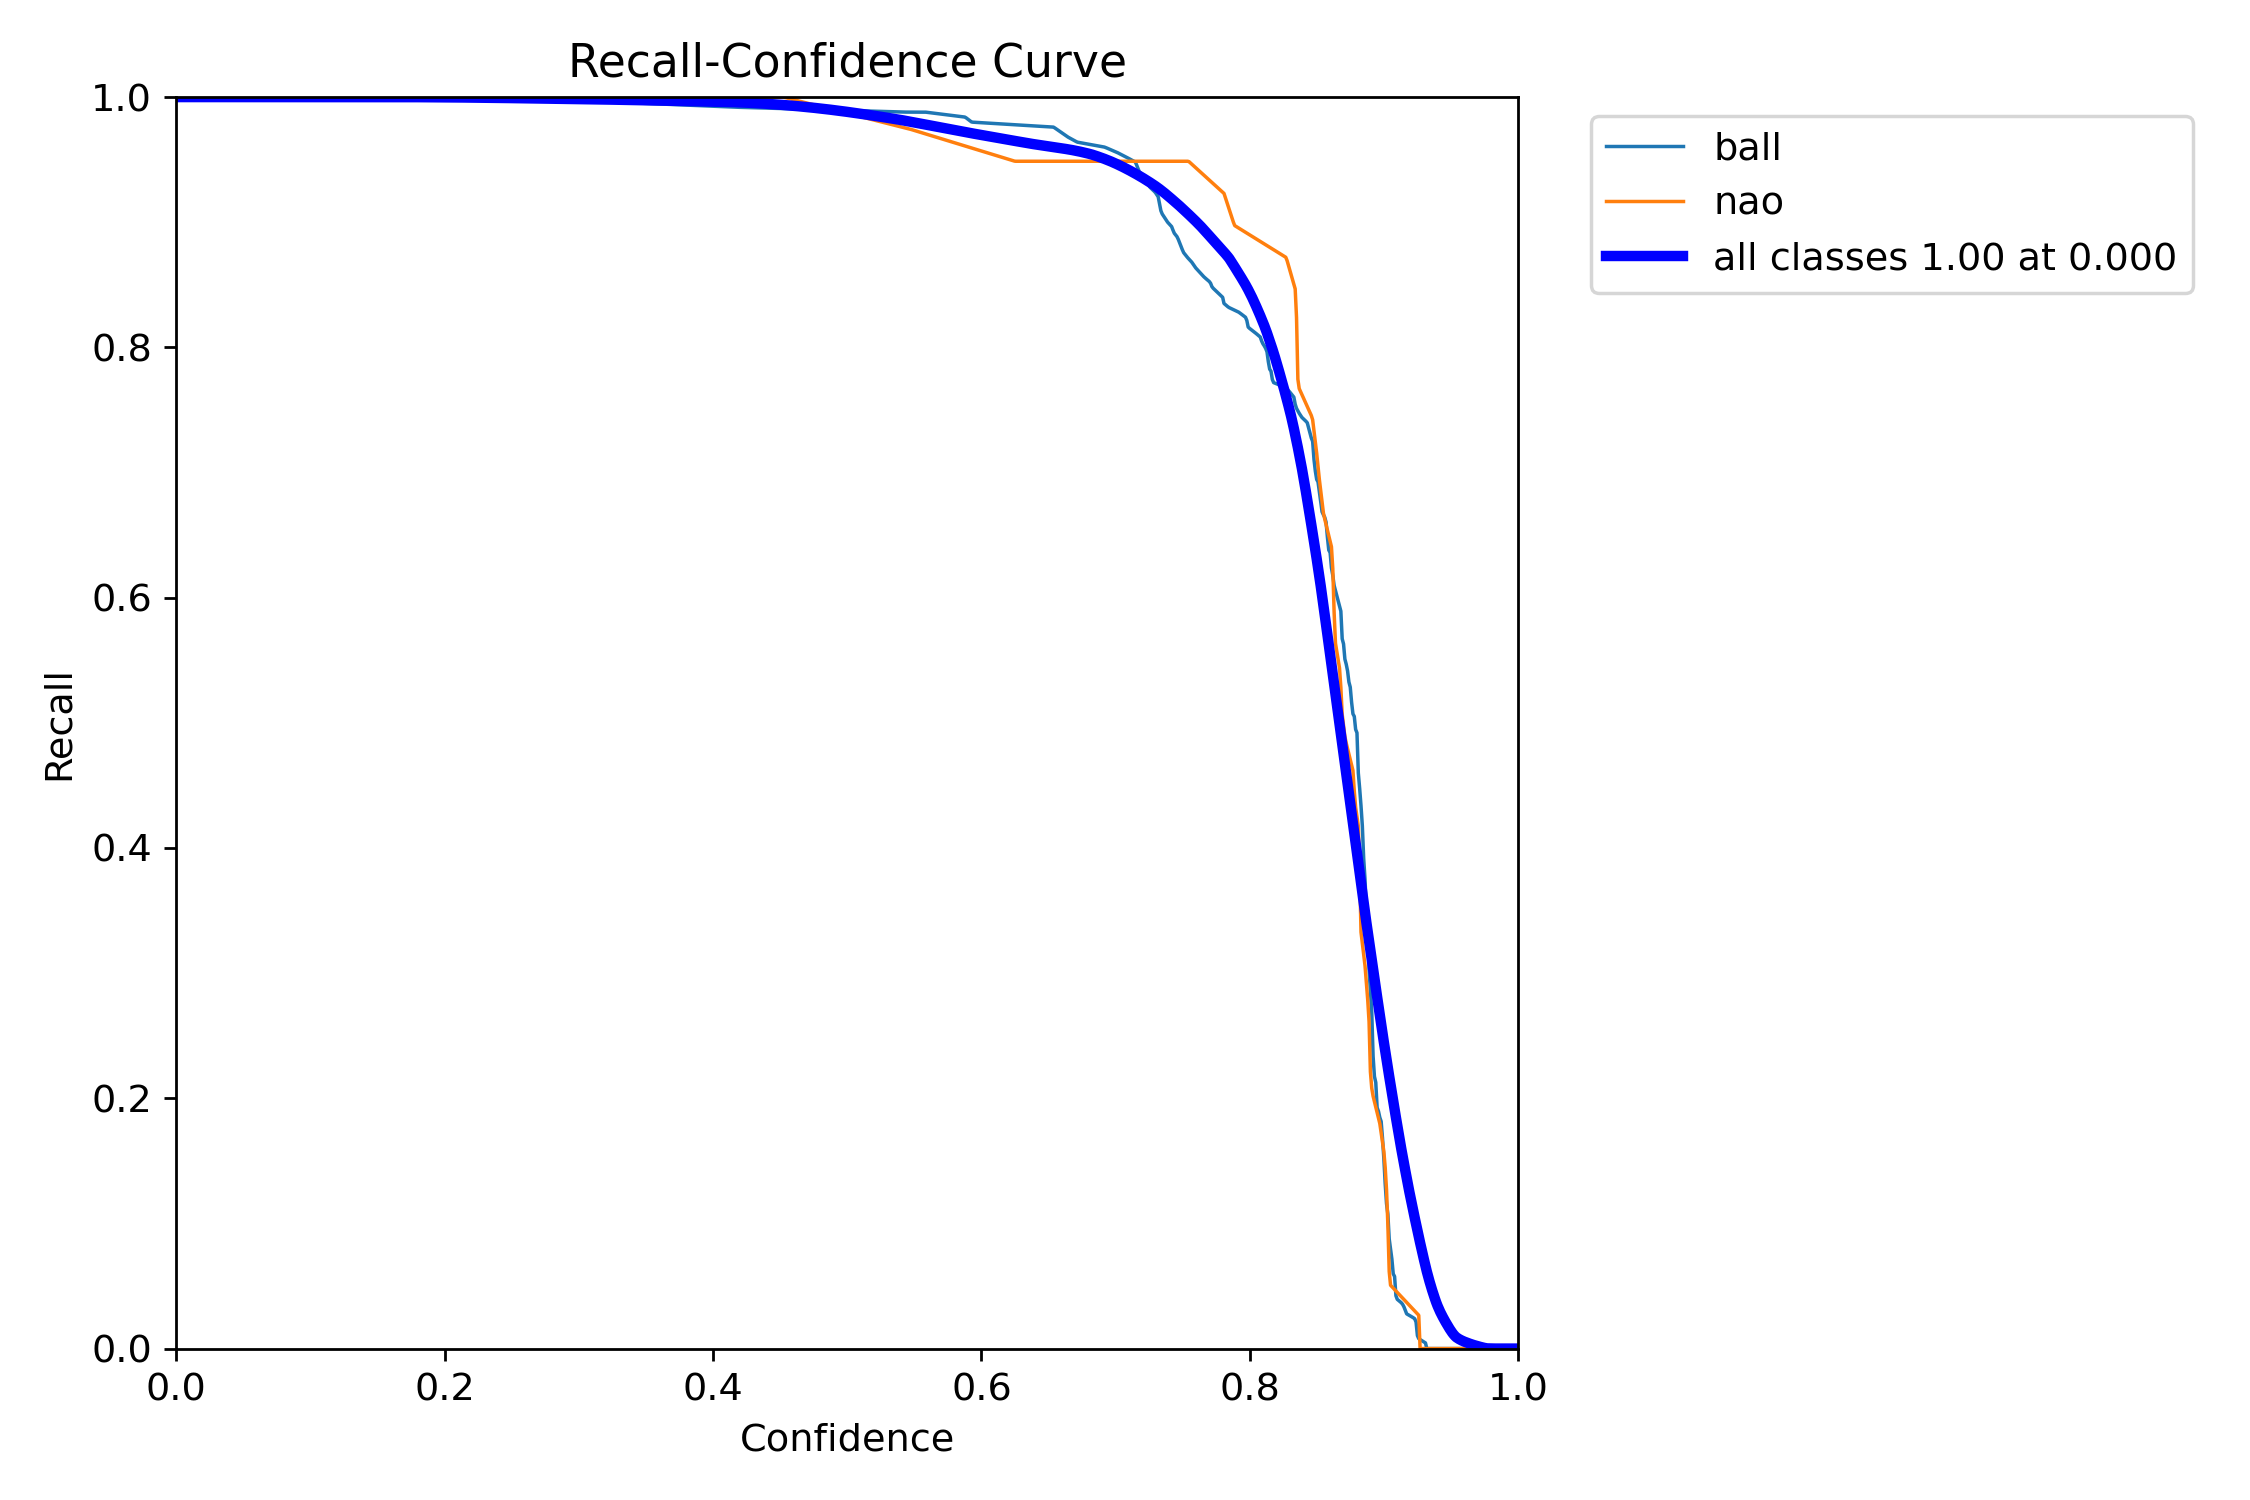 Recall-Confidence Curve
1.0
0.8
0.6
0.4
0.2
0.0
Recall
0.0 0.2 0.4 0.6 0.8 1.0
Confidence
ball
nao
all classes 1.00 at 0.000